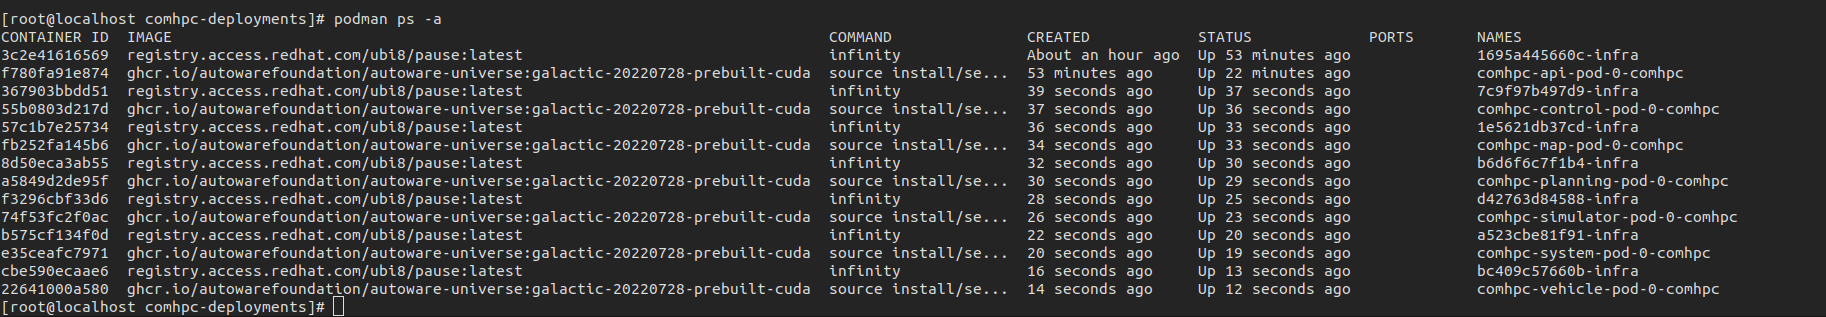 [root@localhost comhpc-deployments]# podman ps -a
CONTAINER ID  IMAGE                                                                         COMMAND               CREATED            STATUS             PORTS       NAMES
3c2e41616569  registry.access.redhat.com/ubi8/pause:latest                                  infinity              About an hour ago  Up 53 minutes ago              1695a445660c-infra
f780fa91e874  ghcr.io/autowarefoundation/autoware-universe:galactic-20220728-prebuilt-cuda  source install/se...  53 minutes ago     Up 22 minutes ago              comhpc-api-pod-0-comhpc
367903bbdd51  registry.access.redhat.com/ubi8/pause:latest                                  infinity              39 seconds ago     Up 37 seconds ago              7c9f97b497d9-infra
55b0803d217d  ghcr.io/autowarefoundation/autoware-universe:galactic-20220728-prebuilt-cuda  source install/se...  37 seconds ago     Up 36 seconds ago              comhpc-control-pod-0-comhpc
57c1b7e25734  registry.access.redhat.com/ubi8/pause:latest                                  infinity              36 seconds ago     Up 33 seconds ago              1e5621db37cd-infra
fb252fa145b6  ghcr.io/autowarefoundation/autoware-universe:galactic-20220728-prebuilt-cuda  source install/se...  34 seconds ago     Up 33 seconds ago              comhpc-map-pod-0-comhpc
8d50eca3ab55  registry.access.redhat.com/ubi8/pause:latest                                  infinity              32 seconds ago     Up 30 seconds ago              b6d6f6c7f1b4-infra
a5849d2de95f  ghcr.io/autowarefoundation/autoware-universe:galactic-20220728-prebuilt-cuda  source install/se...  30 seconds ago     Up 29 seconds ago              comhpc-planning-pod-0-comhpc
f3296cbf33d6  registry.access.redhat.com/ubi8/pause:latest                                  infinity              28 seconds ago     Up 25 seconds ago              d42763d84588-infra
74f53fc2f0ac  ghcr.io/autowarefoundation/autoware-universe:galactic-20220728-prebuilt-cuda  source install/se...  26 seconds ago     Up 23 seconds ago              comhpc-simulator-pod-0-comhpc
b575cf134f0d  registry.access.redhat.com/ubi8/pause:latest                                  infinity              22 seconds ago     Up 20 seconds ago              a523cbe81f91-infra
e35ceafc7971  ghcr.io/autowarefoundation/autoware-universe:galactic-20220728-prebuilt-cuda  source install/se...  20 seconds ago     Up 19 seconds ago              comhpc-system-pod-0-comhpc
cbe590ecaae6  registry.access.redhat.com/ubi8/pause:latest                                  infinity              16 seconds ago     Up 13 seconds ago              bc409c57660b-infra
22641000a580  ghcr.io/autowarefoundation/autoware-universe:galactic-20220728-prebuilt-cuda  source install/se...  14 seconds ago     Up 12 seconds ago              comhpc-vehicle-pod-0-comhpc
[root@localhost comhpc-deployments]#